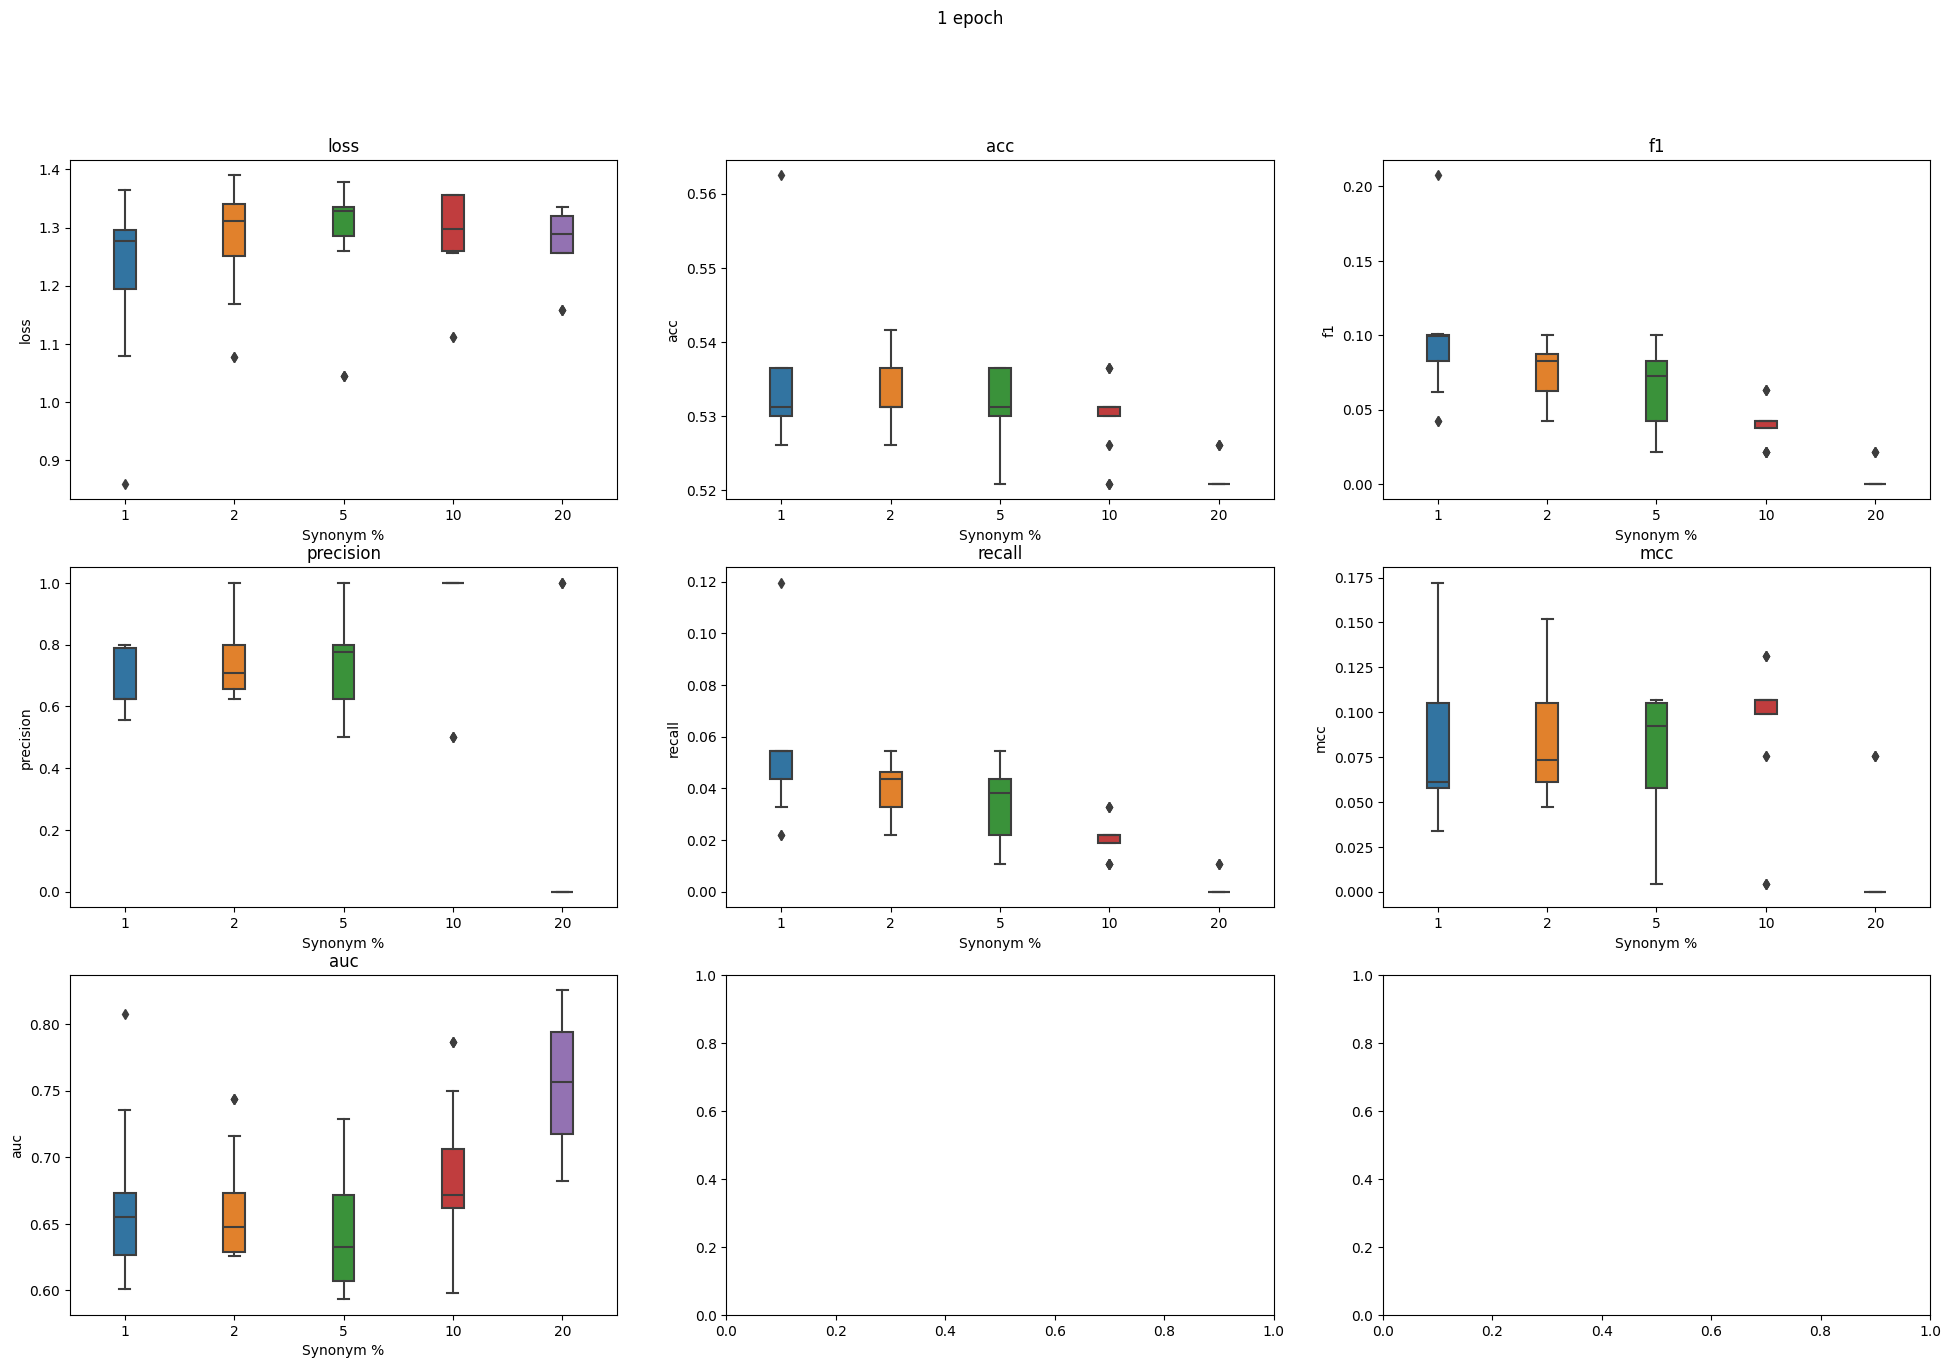 1 epoch
loss
acc
f1
1.4
1.3
1.2
1.1
1.0
0.9
loss
1 2 5 10 20
Synonym %
0.56
0.55
0.54
0.53
0.52
acc
1 2 5 10 20
Synonym %
0.20
0.15
0.10
0.05
0.00
f1
1 2 5 10 20
Synonym %
precision
recall
mcc
1.0
0.8
0.6
0.4
0.2
0.0
precision
1 2 5 10 20
Synonym %
0.12
0.10
0.08
0.06
0.04
0.02
0.00
recall
1 2 5 10 20
Synonym %
0.175
0.150
0.125
0.100
0.075
0.050
0.025
0.000
mcc
1 2 5 10 20
Synonym %
auc
0.80
0.75
0.70
0.65
0.60
auc
1 2 5 10 20
Synonym %
1.0
0.8
0.6
0.4
0.2
0.0
0.0 0.2 0.4 0.6 0.8 1.0
1.0
0.8
0.6
0.4
0.2
0.0
0.0 0.2 0.4 0.6 0.8 1.0